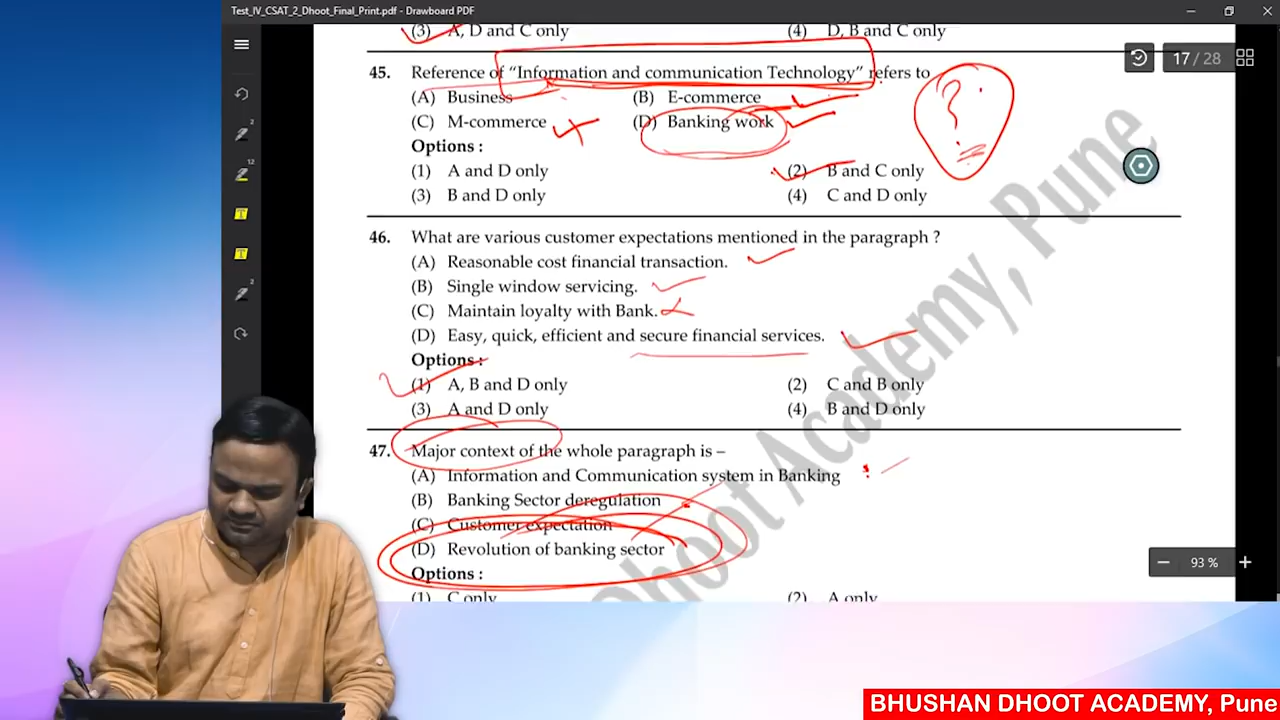 Test_IV_CSAT_2_Dhoot_Final_Print.pdf - Drawboard PDF
(3) A, D and C only (4) D, B and C only
17 / 28
45. Reference of “Information and communication Technology” refers to
(A) Business (B) E-commerce
(C) M-commerce (D) Banking work
Options :
(1) A and D only (2) B and C only
(3) B and D only (4) C and D only
?
46. What are various customer expectations mentioned in the paragraph ?
(A) Reasonable cost financial transaction.
(B) Single window servicing.
(C) Maintain loyalty with Bank.
(D) Easy, quick, efficient and secure financial services.
Options :
(1) A, B and D only (2) C and B only
(3) A and D only (4) B and D only
47. Major context of the whole paragraph is –
(A) Information and Communication system in Banking
(B) Banking Sector deregulation
(C) Customer expectation
(D) Revolution of banking sector
Options :
(1) C only (2) A only
93 %
Dhoot Academy, Pune
2
12
2
BHUSHAN DHOOT ACADEMY, Pune